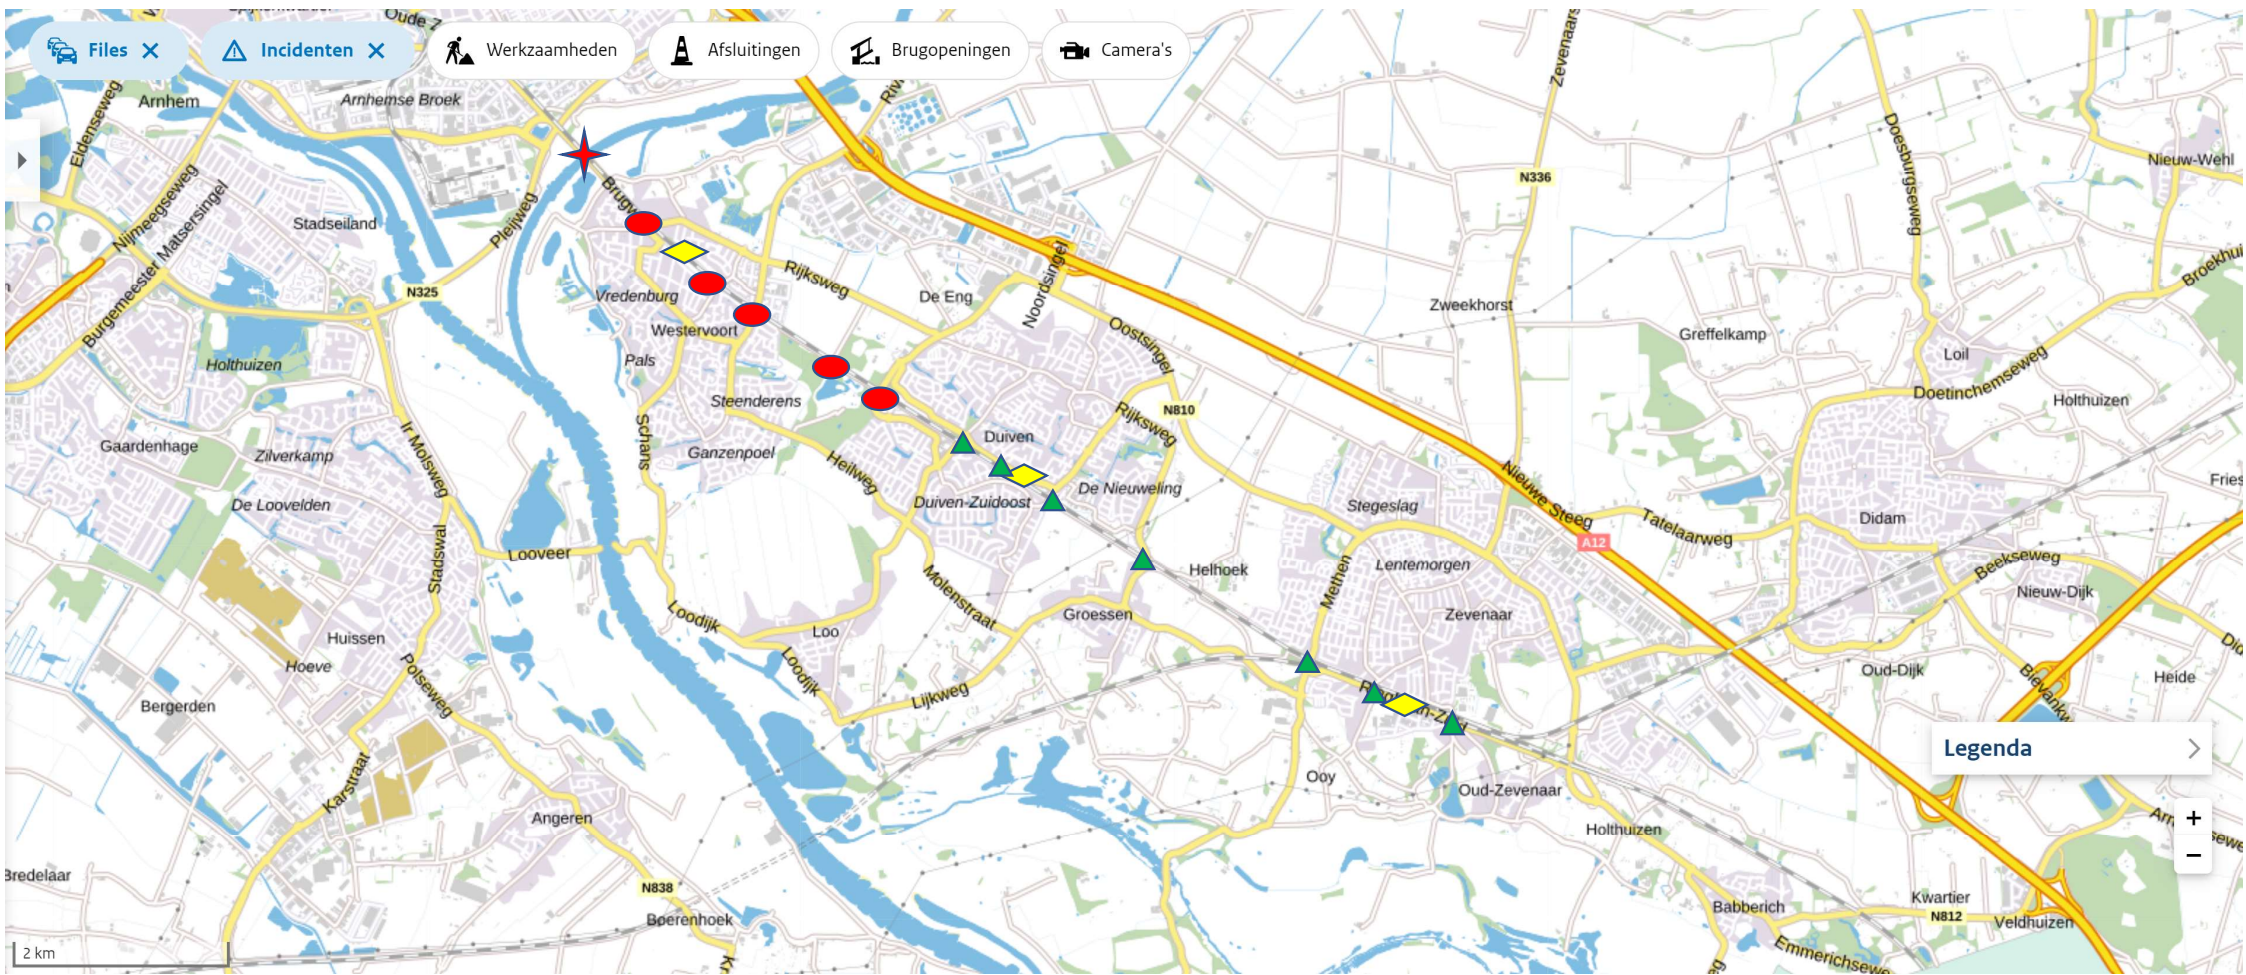 Files
Incidenten
Werkzaamheden
Afsluitingen
Brugopeningen
Camera's
Arnhem
Arnhemse Broek
Eldenseweg
Zevenaars
Nijmeegseweg
Burgemeester Matsersingel
Stadseiland
Pleijweg
N336
Doesburgseweg
Nieuw-Wehl
N325
Vredenburg
Rijksweg
De Eng
Noordsingel
Zweekhorst
Greffelkamp
Westervoort
Oostsingel
Loil
Holthuizen
Pals
Steenderens
Doetinchemseweg
Holthuizen
N810
Rijksweg
Gaardenhage
Zilverkamp
Ir Molsweg
Schans
Ganzenpoel
Heilweg
Duiven
De Nieuweling
Duiven-Zuidoost
De Loovelden
Stegeslag
Nieuwe Steeg
Tatelaarweg
Didam
A12
Looveer
Stadswal
Helhoek
Lentemorgen
Methen
Beekseweg
Nieuw-Dijk
Molenstraat
Groessen
Zevenaar
Loodijk
Loo
Huissen
Hoeve
Polseweg
Loodijk
Lijkweg
Oud-Dijk
Heide
Bergerden
Legenda
Karstraat
Ooy
Oud-Zevenaar
Angeren
Holthuizen
+
−
Bredelaar
N838
Boerenhoek
Babberich
Kwartier
N812
Veldhuizen
2 km